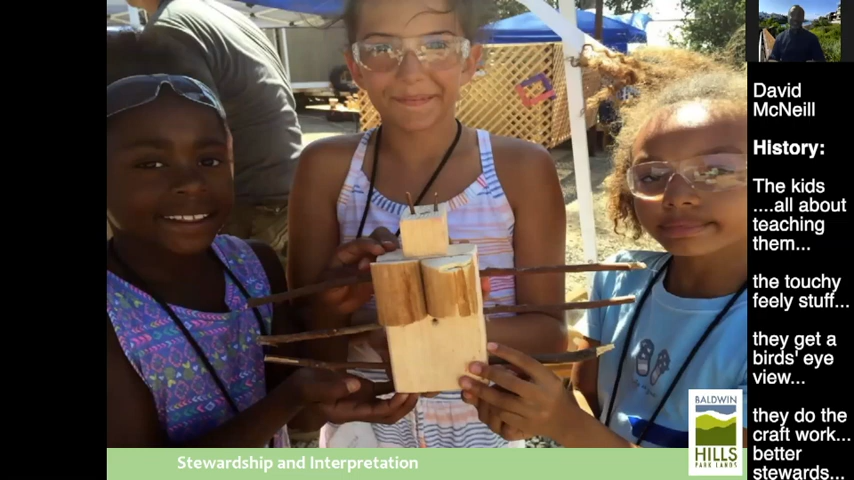 David
McNeill
History:
The kids
....all about
teaching
them...
the touchy
feely stuff...
they get a
birds' eye
view...
they do the
craft work...
better
stewards...
BALDWIN
HILLS
PARK LANDS
Stewardship and Interpretation